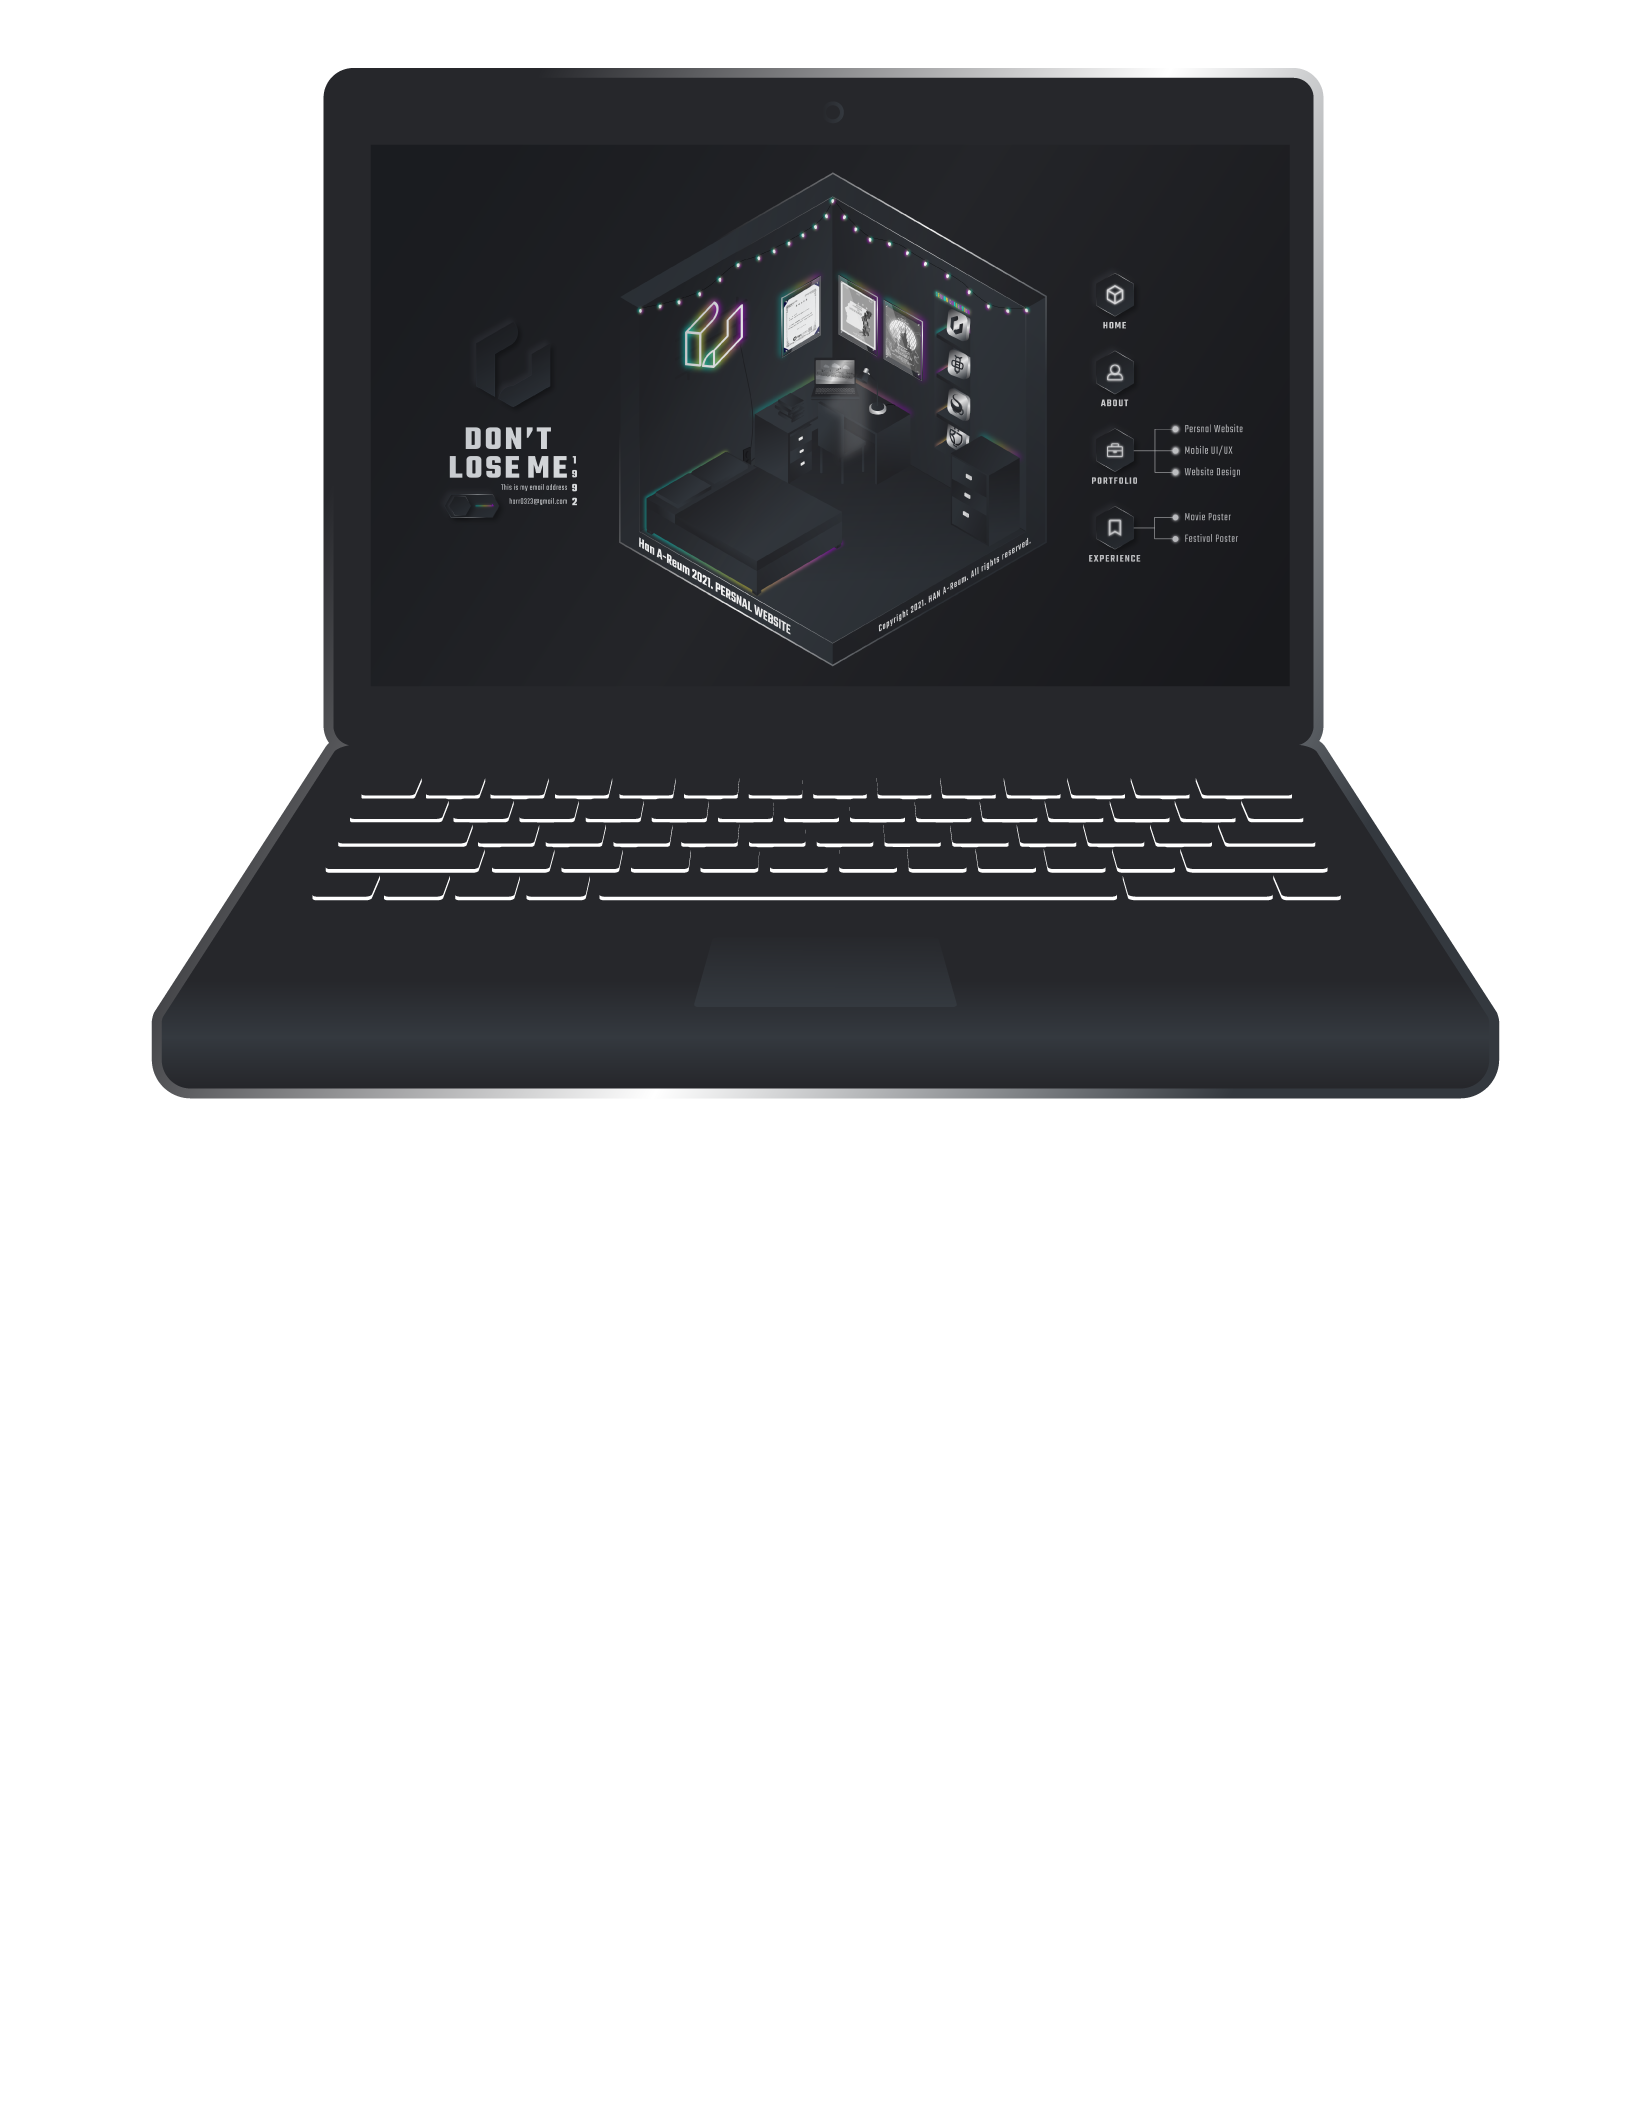 DON'T
LOSE ME
1
9
9
2
This is my email address
harr0323@gmail.com
Han A-Reum 2021. PERSNAL WEBSITE
Copyright 2021. HAN A-Reum. All rights reserved.
HOME
ABOUT
PORTFOLIO
Persnal Website
Mobile UI/UX
Website Design
EXPERIENCE
Movie Poster
Festival Poster